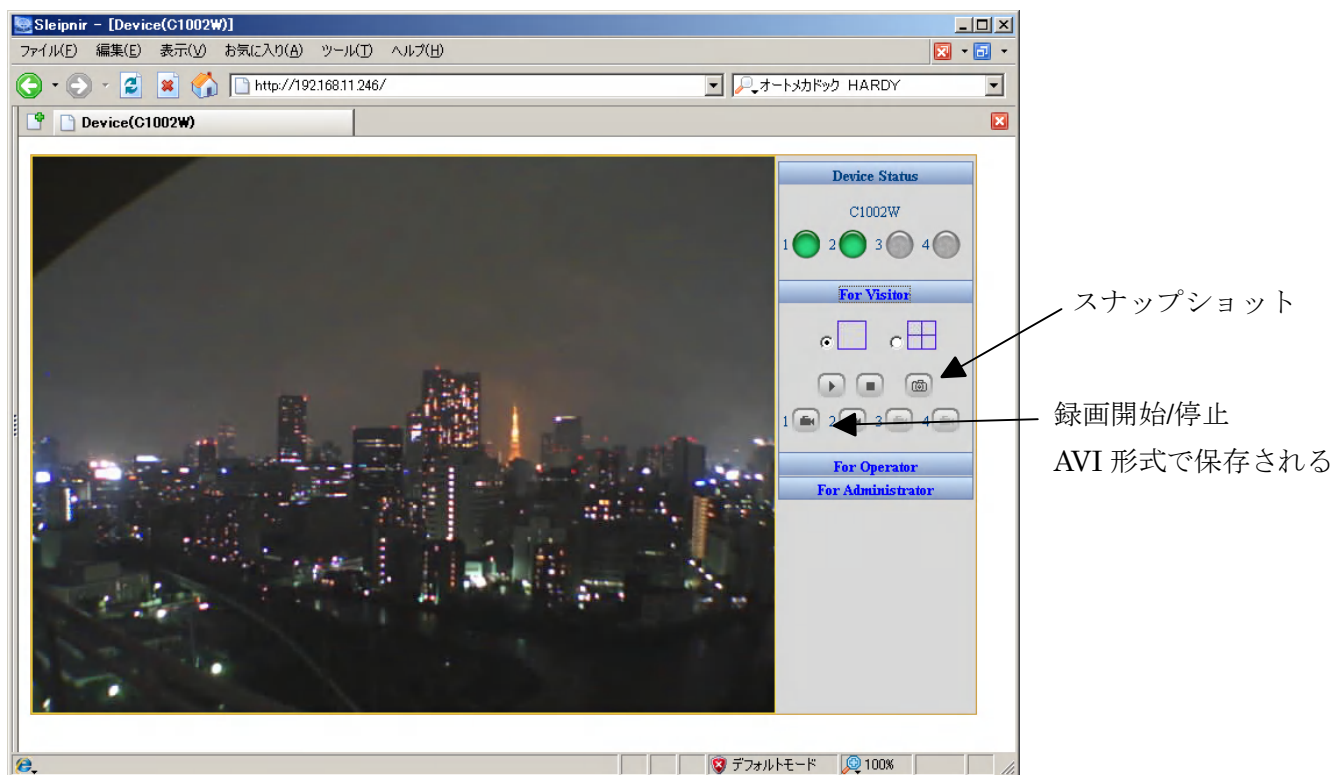 Sleipnir - [Device(C1002W)]
ファイル(F) 編集(E) 表示(V) お気に入り(A) ツール(T) ヘルプ(H)
http://192.168.11.246/
オートメカドック HARDY
Device(C1002W)
Device Status
C1002W
1 2 3 4
For Visitor
スナップショット
1 2 3 4
録画開始/停止
AVI 形式で保存される
For Operator
For Administrator
デフォルトモード 100%